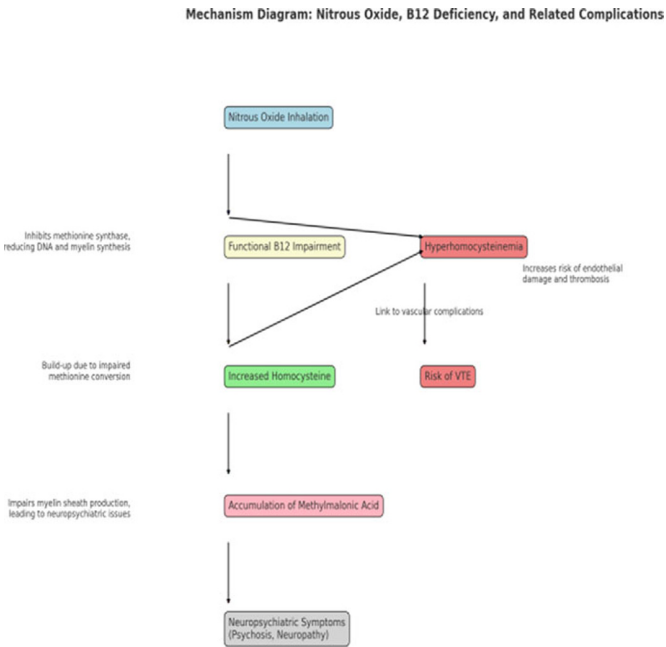 Mechanism Diagram: Nitrous Oxide, B12 Deficiency, and Related Complications
Nitrous Oxide Inhalation
Inhibits methionine synthase,
reducing DNA and myelin synthesis
Functional B12 Impairment
Hyperhomocysteinemia
Increases risk of endothelial
damage and thrombosis
Link to vascular complications
Build-up due to impaired
methionine conversion
Increased Homocysteine
Risk of VTE
Impairs myelin sheath production,
leading to neuropsychiatric issues
Accumulation of Methylmalonic Acid
Neuropsychiatric Symptoms
(Psychosis, Neuropathy)